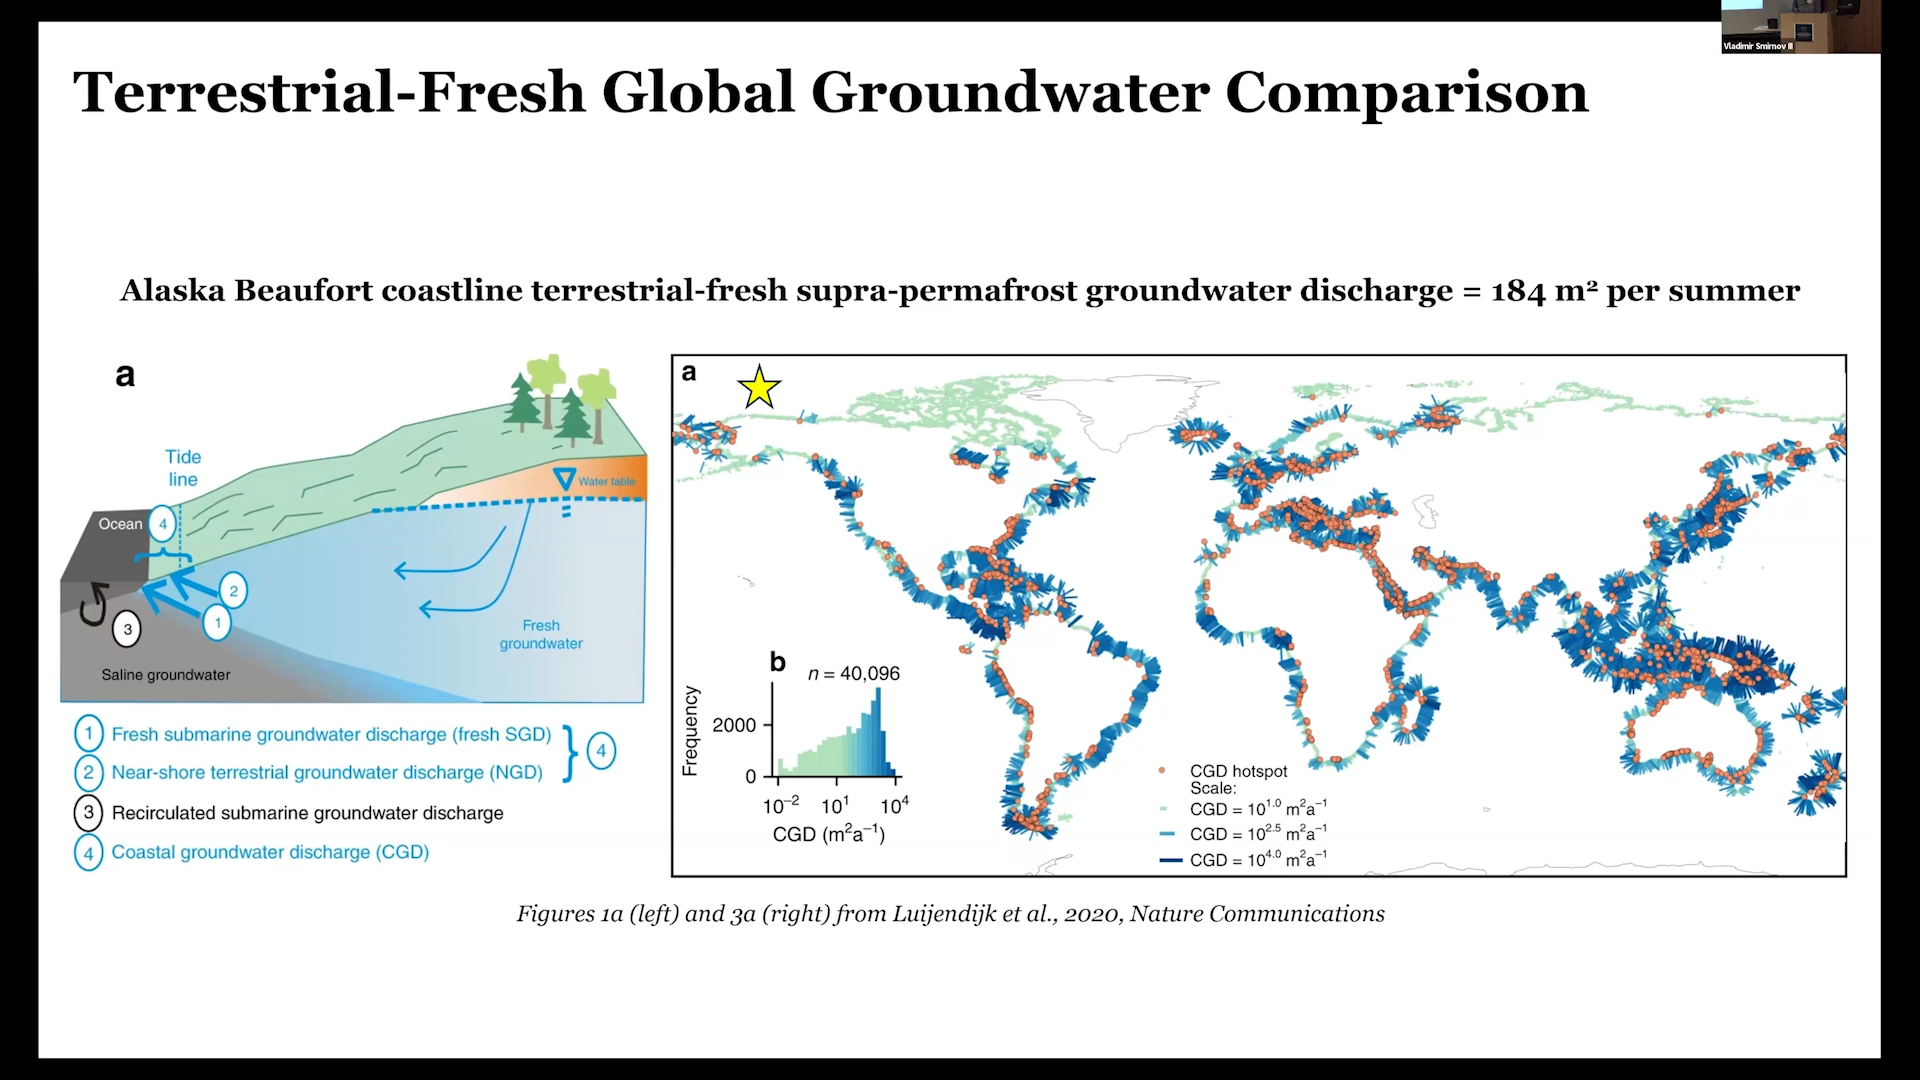 Vladimir Smirnov II
Terrestrial-Fresh Global Groundwater Comparison
Alaska Beaufort coastline terrestrial-fresh supra-permafrost groundwater discharge = 184 m² per summer
a
Tide
line
Water table
Ocean
4
2
1
3
Fresh
groundwater
Saline groundwater
1 Fresh submarine groundwater discharge (fresh SGD)
2 Near-shore terrestrial groundwater discharge (NGD)
4
3 Recirculated submarine groundwater discharge
4 Coastal groundwater discharge (CGD)
a
b
n = 40,096
Frequency
2000
0
10⁻² 10¹ 10⁴
CGD (m²a⁻¹)
CGD hotspot
Scale:
CGD = 10¹·⁰ m²a⁻¹
CGD = 10²·⁵ m²a⁻¹
CGD = 10⁴·⁰ m²a⁻¹
Figures 1a (left) and 3a (right) from Luijendijk et al., 2020, Nature Communications